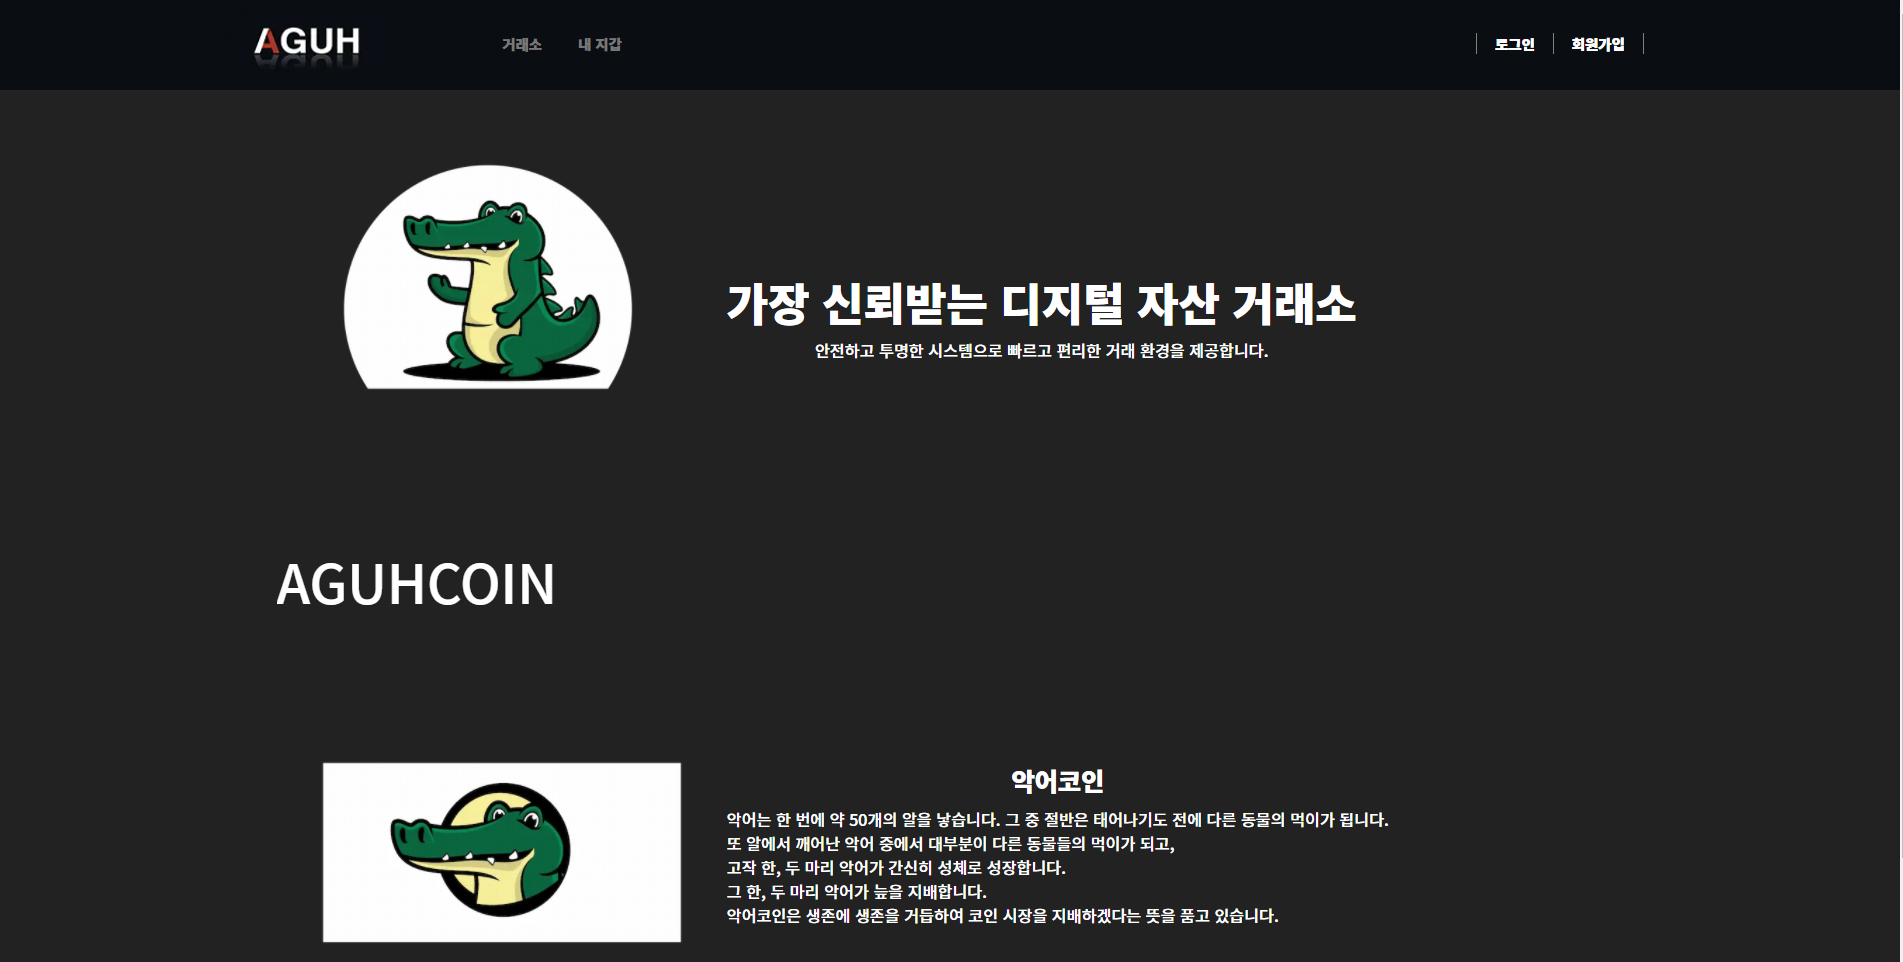 AGUH
거래소
내 지갑
로그인
회원가입
가장 신뢰받는 디지털 자산 거래소
안전하고 투명한 시스템으로 빠르고 편리한 거래 환경을 제공합니다.
AGUHCOIN
악어코인
악어는 한 번에 약 50개의 알을 낳습니다. 그 중 절반은 태어나기도 전에 다른 동물의 먹이가 됩니다.
또 알에서 깨어난 악어 중에서 대부분이 다른 동물들의 먹이가 되고,
고작 한, 두 마리 악어가 간신히 성체로 성장합니다.
그 한, 두 마리 악어가 늪을 지배합니다.
악어코인은 생존에 생존을 거듭하여 코인 시장을 지배하겠다는 뜻을 품고 있습니다.